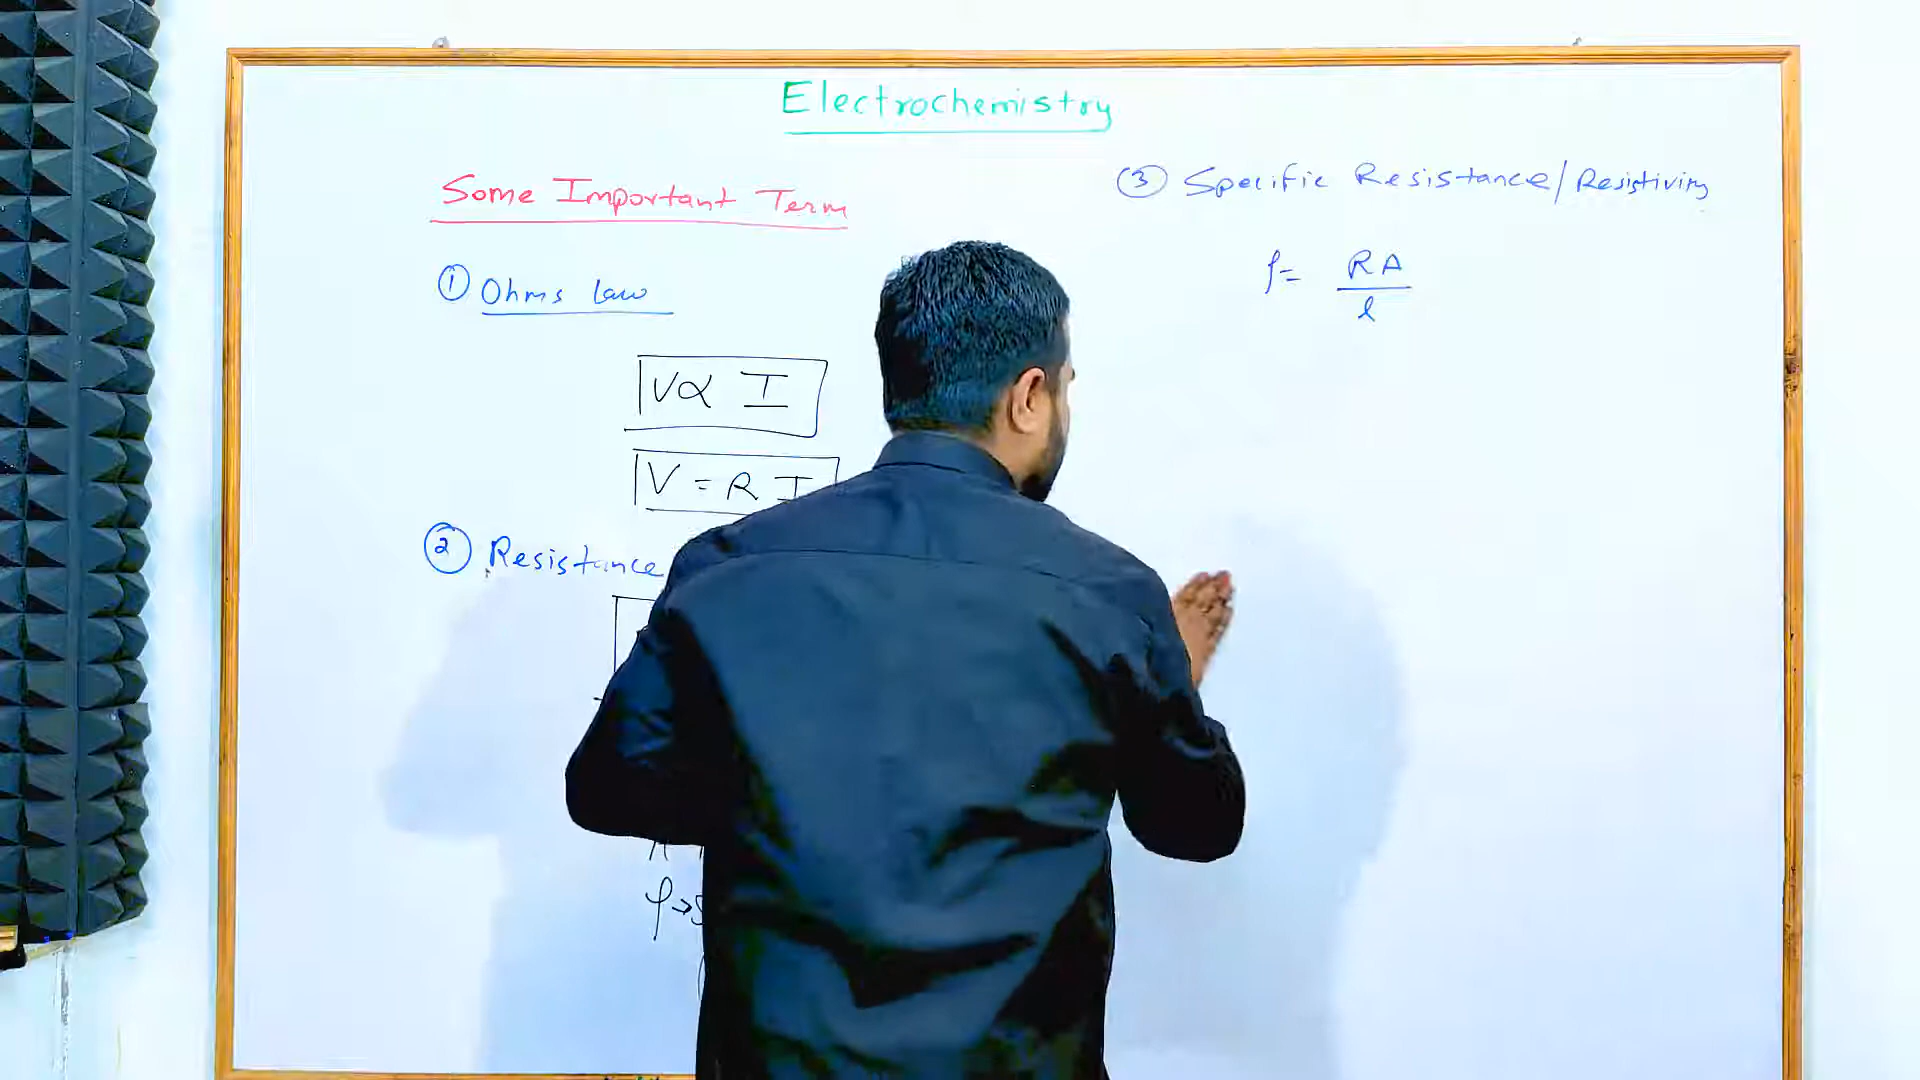 Electrochemistry
Some Important Term
① Ohms law
V ∝ I
V = R I
② Resistance
ρ →
③ Specific Resistance/Resistivity
ρ = RA / l